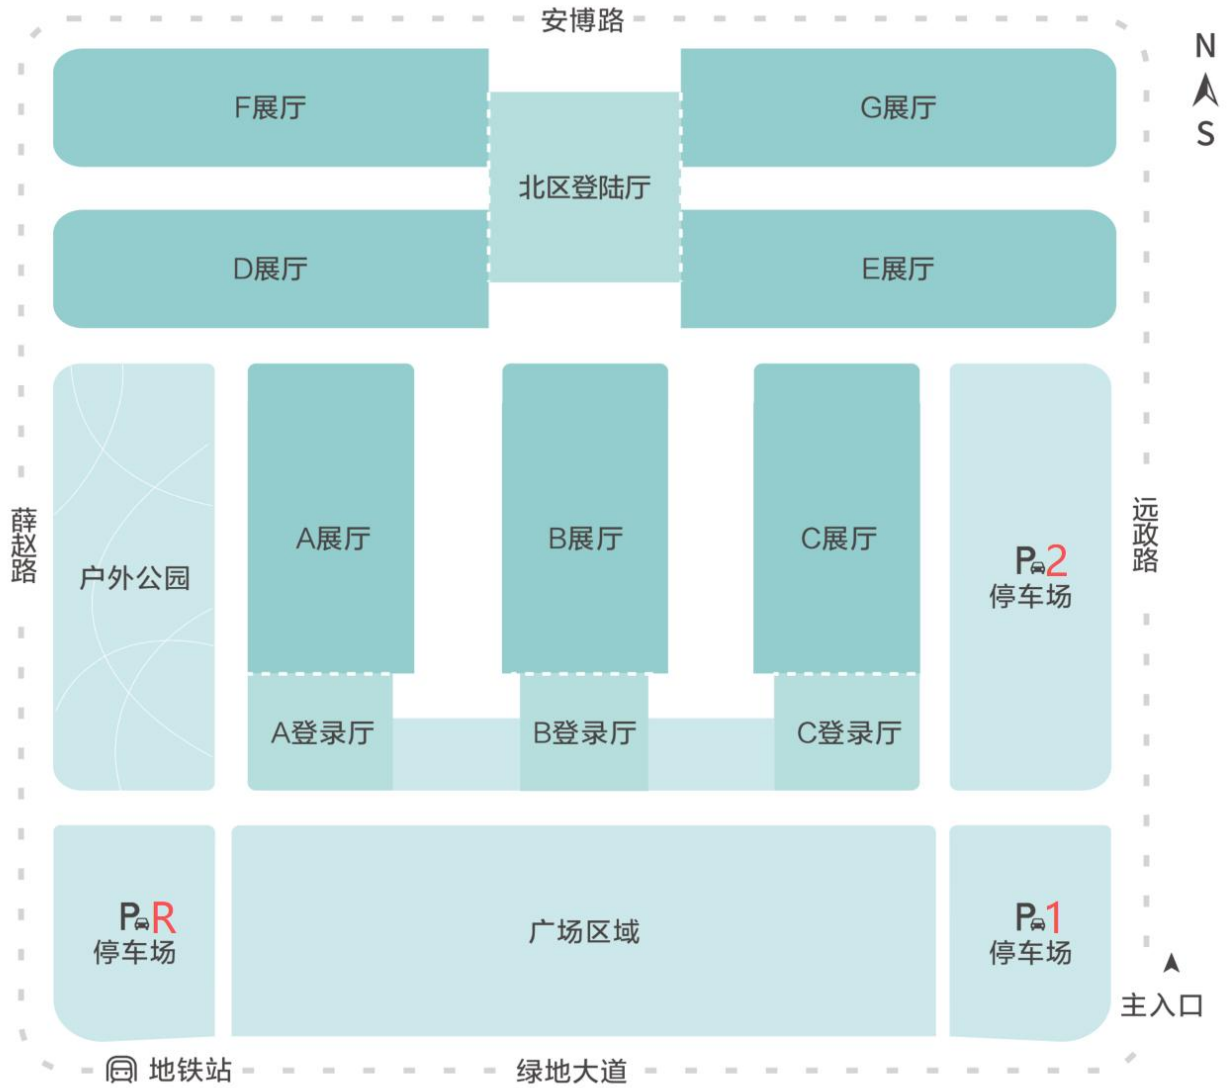 安博路
N
S
F展厅
G展厅
北区登陆厅
D展厅
E展厅
薛赵路
户外公园
A展厅
B展厅
C展厅
P2
停车场
远政路
A登录厅
B登录厅
C登录厅
PR
停车场
广场区域
P1
停车场
主入口
地铁站
绿地大道